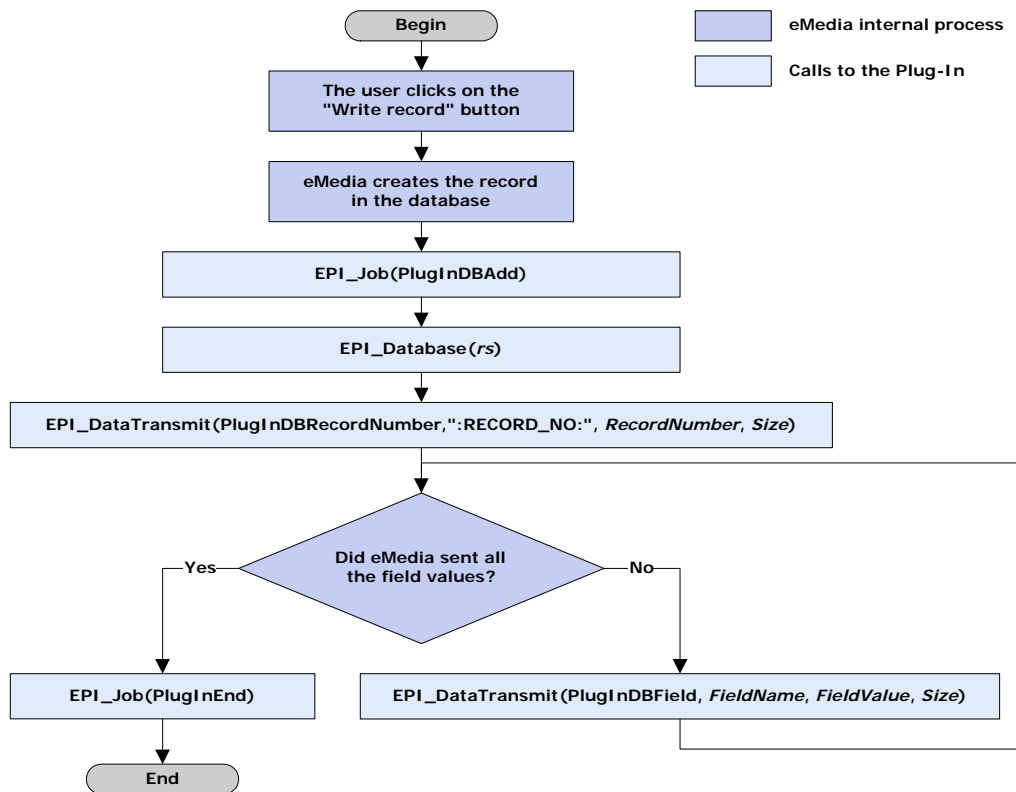 Begin
eMedia internal process
Calls to the Plug-In
The user clicks on the
"Write record" button
eMedia creates the record
in the database
EPI_Job(PlugInDBAdd)
EPI_Database(rs)
EPI_DataTransmit(PlugInDBRecordNumber,":RECORD_NO:", RecordNumber, Size)
Did eMedia sent all
the field values?
Yes
No
EPI_Job(PlugInEnd)
EPI_DataTransmit(PlugInDBField, FieldName, FieldValue, Size)
End